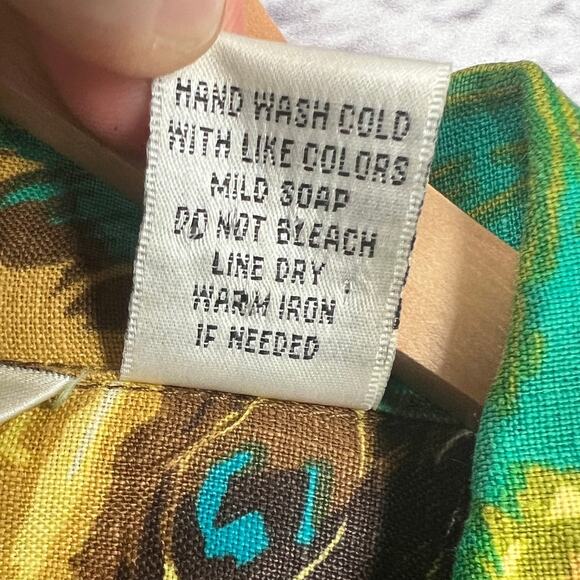 HAND WASH COLD
WITH LIKE COLORS
MILD SOAP
DO NOT BLEACH
LINE DRY
WARM IRON
IF NEEDED